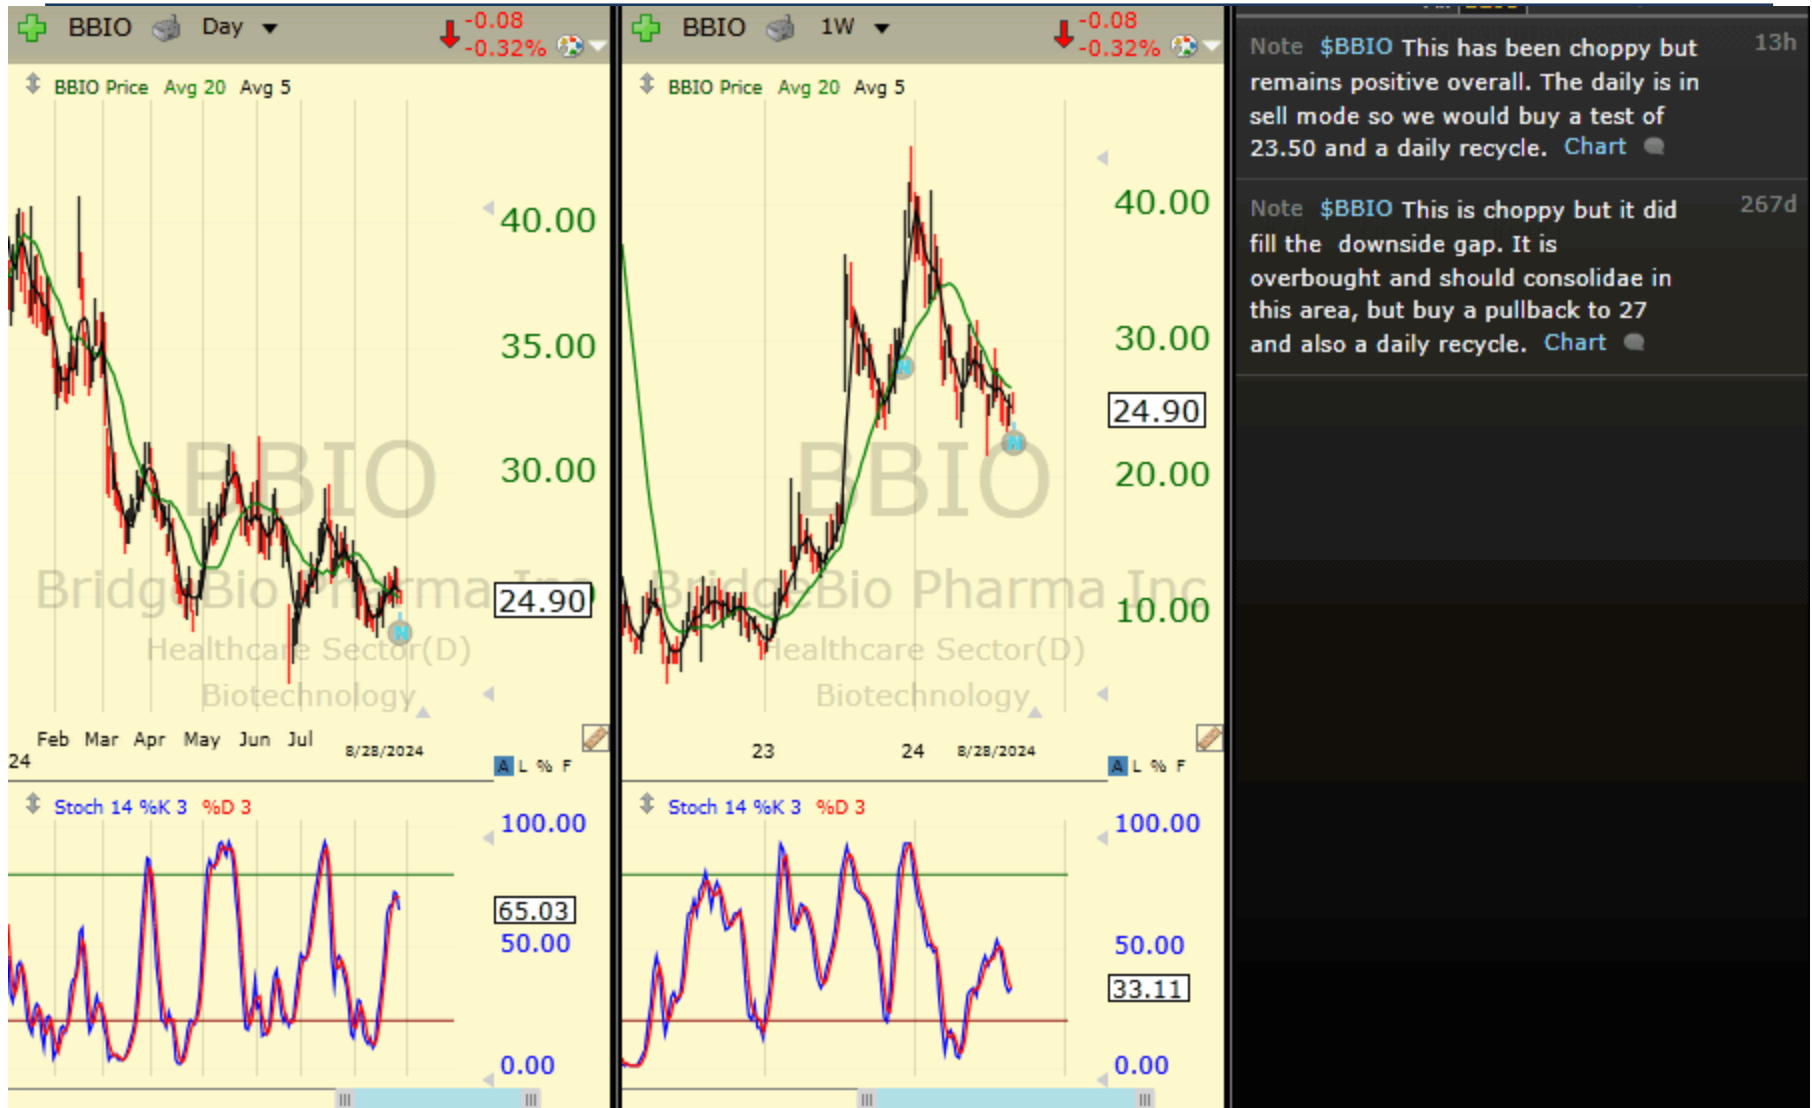 BBIO Day -0.08
-0.32%
BBIO Price Avg 20 Avg 5
40.00
35.00
30.00
24.90
BBIO
BridgeBio Pharma Inc
Healthcare Sector(D)
Biotechnology
Feb Mar Apr May Jun Jul 8/28/2024
24
A L % F
Stoch 14 %K 3 %D 3
100.00
65.03
50.00
0.00
BBIO 1W -0.08
-0.32%
BBIO Price Avg 20 Avg 5
40.00
30.00
24.90
20.00
10.00
BBIO
BridgeBio Pharma Inc
Healthcare Sector(D)
Biotechnology
N
N
N
23 24 8/28/2024
A L % F
Stoch 14 %K 3 %D 3
100.00
50.00
33.11
0.00
Note $BBIO This has been choppy but 13h
remains positive overall. The daily is in
sell mode so we would buy a test of
23.50 and a daily recycle. Chart
Note $BBIO This is choppy but it did 267d
fill the downside gap. It is
overbought and should consolidae in
this area, but buy a pullback to 27
and also a daily recycle. Chart